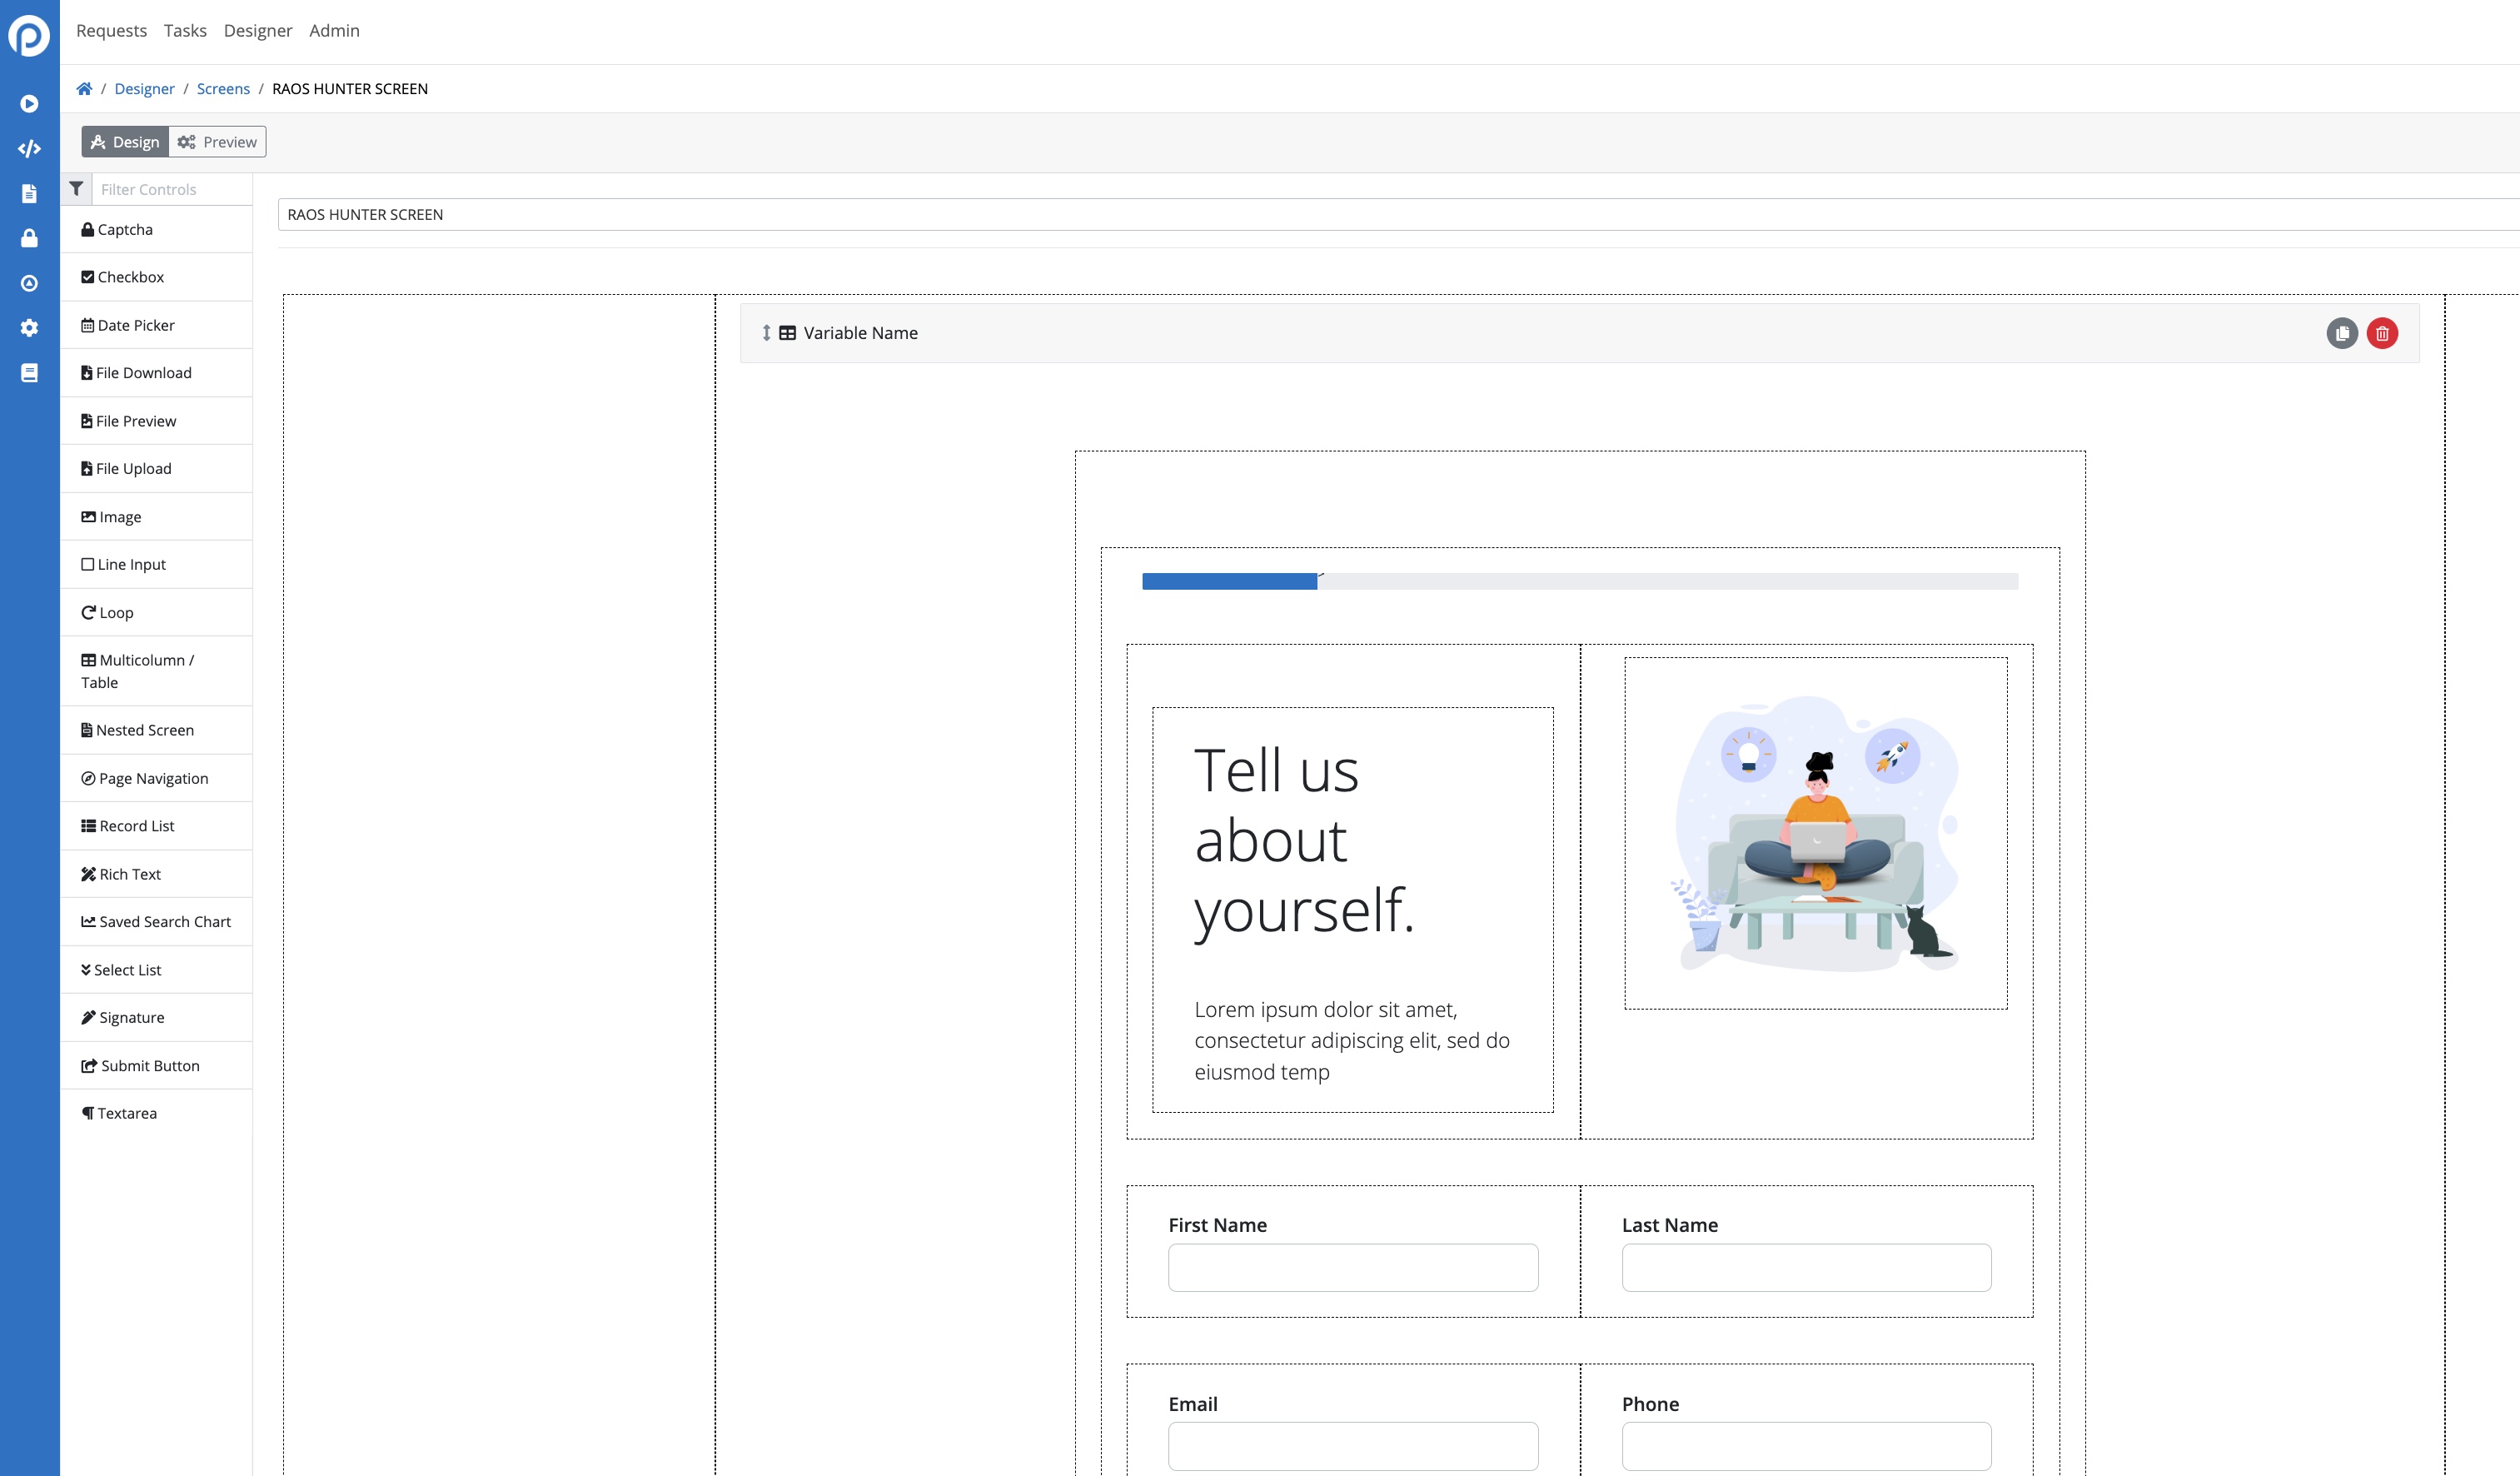 Requests Tasks Designer Admin
/ Designer / Screens / RAOS HUNTER SCREEN
Design Preview
Filter Controls
Captcha
Checkbox
Date Picker
File Download
File Preview
File Upload
Image
Line Input
Loop
Multicolumn /
Table
Nested Screen
Page Navigation
Record List
Rich Text
Saved Search Chart
Select List
Signature
Submit Button
Textarea
RAOS HUNTER SCREEN
Variable Name
Tell us
about
yourself.
Lorem ipsum dolor sit amet,
consectetur adipiscing elit, sed do
eiusmod temp
First Name
Last Name
Email
Phone